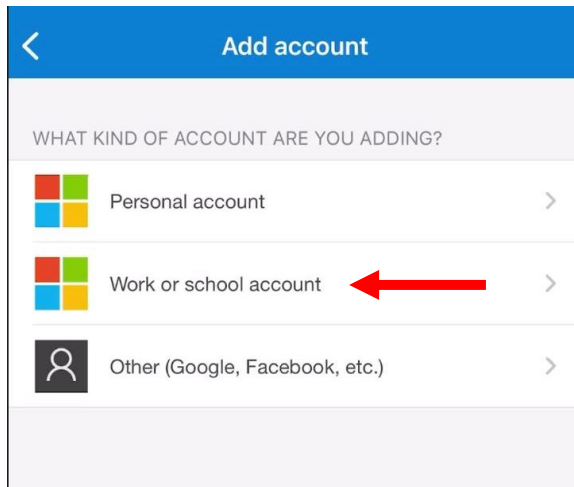 Add account
WHAT KIND OF ACCOUNT ARE YOU ADDING?
Personal account
Work or school account
Other (Google, Facebook, etc.)